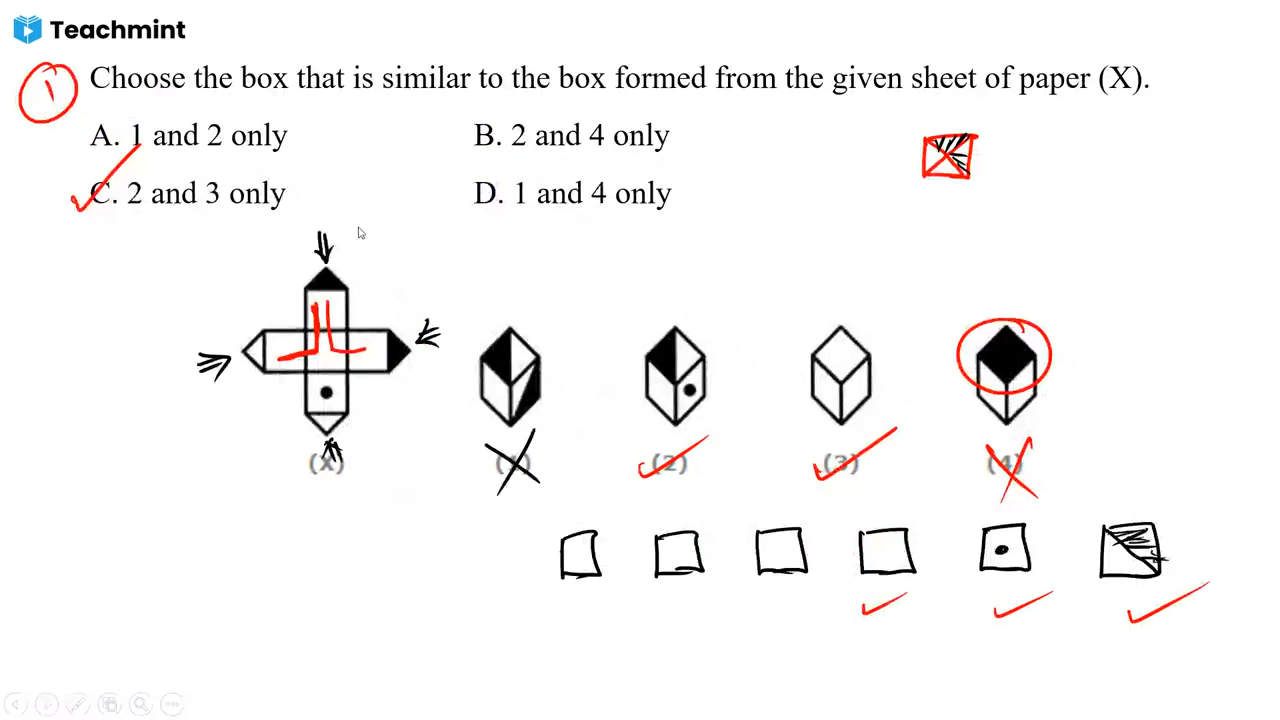 Teachmint
1
Choose the box that is similar to the box formed from the given sheet of paper (X).
A. 1 and 2 only
B. 2 and 4 only
C. 2 and 3 only
D. 1 and 4 only
(X) (1) (2) (3) (4)